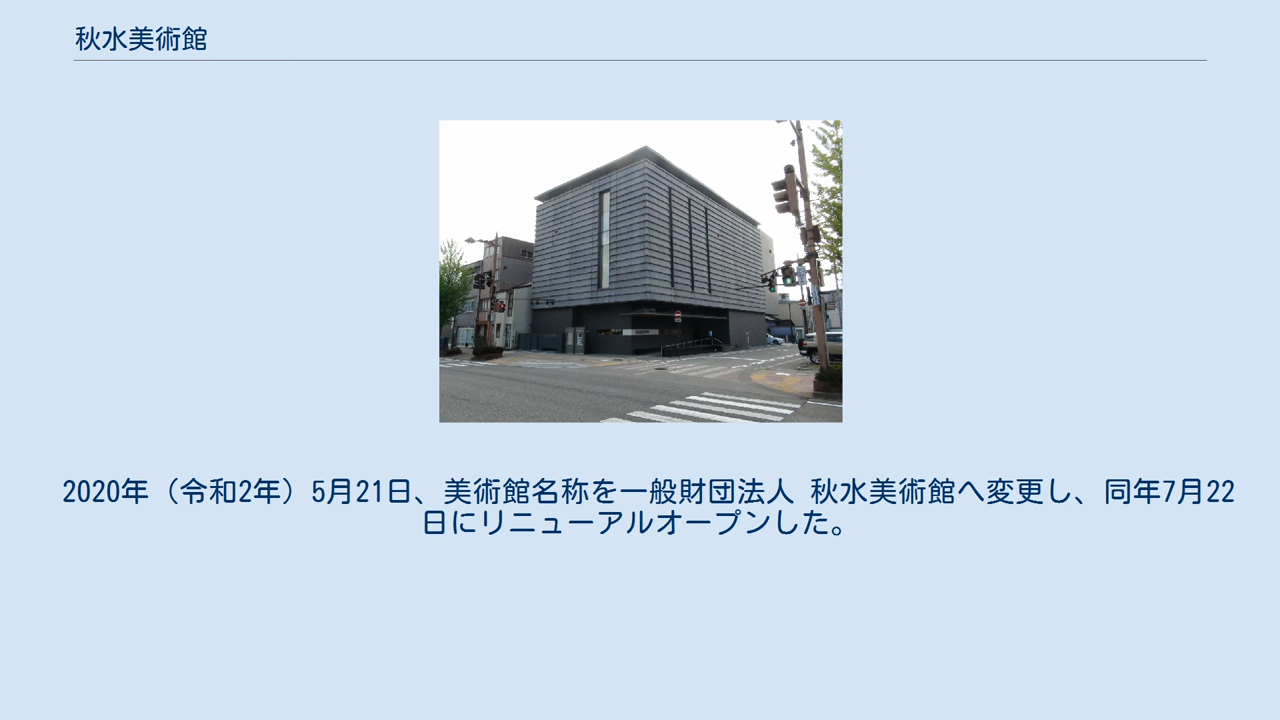 秋水美術館
2020年（令和2年）5月21日、美術館名称を一般財団法人 秋水美術館へ変更し、同年7月22
日にリニューアルオープンした。